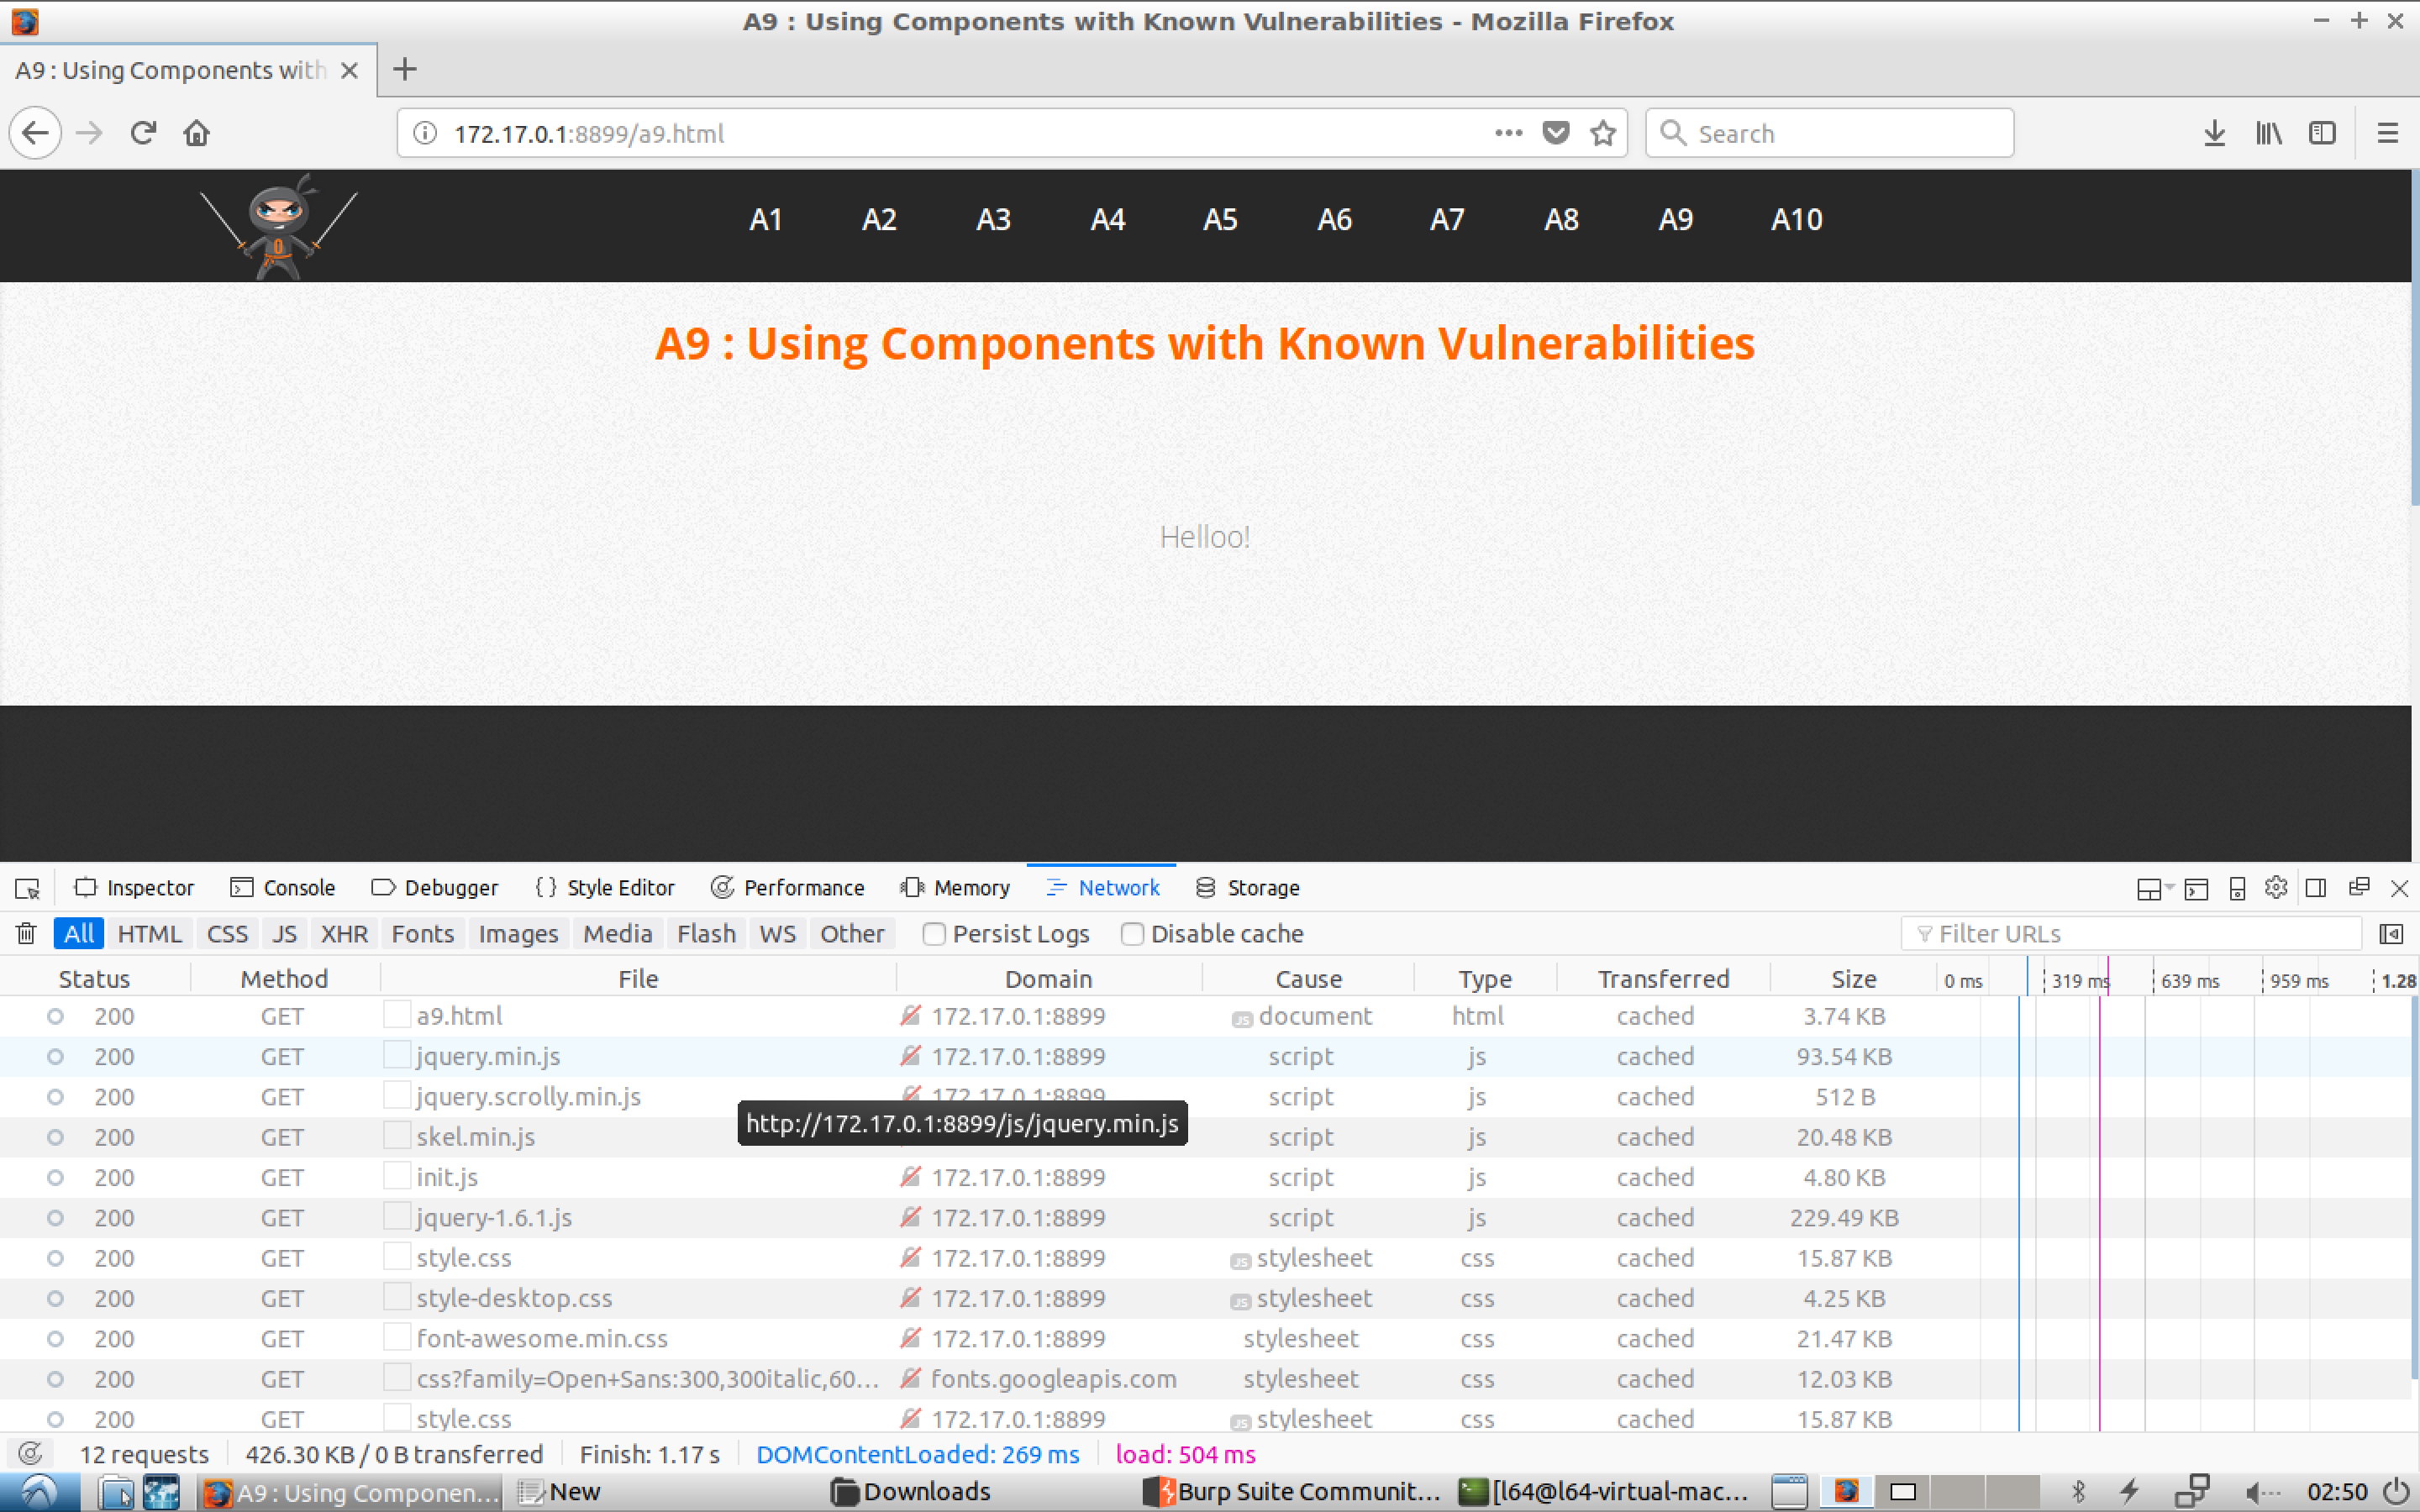 A9 : Using Components with Known Vulnerabilities - Mozilla Firefox
A9 : Using Components with
172.17.0.1:8899/a9.html
Search
A1 A2 A3 A4 A5 A6 A7 A8 A9 A10
A9 : Using Components with Known Vulnerabilities
Helloo!
Inspector Console Debugger {} Style Editor Performance Memory Network Storage
All HTML CSS JS XHR Fonts Images Media Flash WS Other Persist Logs Disable cache Filter URLs
Status Method File Domain Cause Type Transferred Size 0 ms 319 ms 639 ms 959 ms 1.28
200 GET a9.html 172.17.0.1:8899 JS document html cached 3.74 KB
200 GET jquery.min.js 172.17.0.1:8899 script js cached 93.54 KB
200 GET jquery.scrolly.min.js 172.17.0.1:8899 script js cached 512 B
http://172.17.0.1:8899/js/jquery.min.js
200 GET skel.min.js script js cached 20.48 KB
200 GET init.js 172.17.0.1:8899 script js cached 4.80 KB
200 GET jquery-1.6.1.js 172.17.0.1:8899 script js cached 229.49 KB
200 GET style.css 172.17.0.1:8899 JS stylesheet css cached 15.87 KB
200 GET style-desktop.css 172.17.0.1:8899 JS stylesheet css cached 4.25 KB
200 GET font-awesome.min.css 172.17.0.1:8899 stylesheet css cached 21.47 KB
200 GET css?family=Open+Sans:300,300italic,60... fonts.googleapis.com stylesheet css cached 12.03 KB
200 GET style.css 172.17.0.1:8899 JS stylesheet css cached 15.87 KB
12 requests 426.30 KB / 0 B transferred Finish: 1.17 s DOMContentLoaded: 269 ms load: 504 ms
A9 : Using Componen... New Downloads Burp Suite Communit... [l64@l64-virtual-mac... 02:50